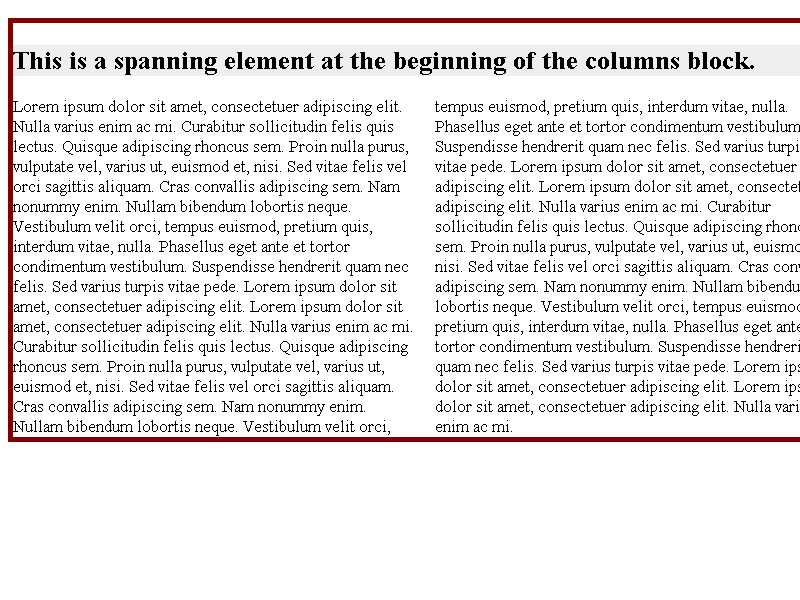 This is a spanning element at the beginning of the columns block.
Lorem ipsum dolor sit amet, consectetuer adipiscing elit.
Nulla varius enim ac mi. Curabitur sollicitudin felis quis
lectus. Quisque adipiscing rhoncus sem. Proin nulla purus,
vulputate vel, varius ut, euismod et, nisi. Sed vitae felis vel
orci sagittis aliquam. Cras convallis adipiscing sem. Nam
nonummy enim. Nullam bibendum lobortis neque.
Vestibulum velit orci, tempus euismod, pretium quis,
interdum vitae, nulla. Phasellus eget ante et tortor
condimentum vestibulum. Suspendisse hendrerit quam nec
felis. Sed varius turpis vitae pede. Lorem ipsum dolor sit
amet, consectetuer adipiscing elit. Lorem ipsum dolor sit
amet, consectetuer adipiscing elit. Nulla varius enim ac mi.
Curabitur sollicitudin felis quis lectus. Quisque adipiscing
rhoncus sem. Proin nulla purus, vulputate vel, varius ut,
euismod et, nisi. Sed vitae felis vel orci sagittis aliquam.
Cras convallis adipiscing sem. Nam nonummy enim.
Nullam bibendum lobortis neque. Vestibulum velit orci,
tempus euismod, pretium quis, interdum vitae, nulla.
Phasellus eget ante et tortor condimentum vestibulum
Suspendisse hendrerit quam nec felis. Sed varius turpi
vitae pede. Lorem ipsum dolor sit amet, consectetuer
adipiscing elit. Lorem ipsum dolor sit amet, consectet
adipiscing elit. Nulla varius enim ac mi. Curabitur
sollicitudin felis quis lectus. Quisque adipiscing rhonc
sem. Proin nulla purus, vulputate vel, varius ut, euismo
nisi. Sed vitae felis vel orci sagittis aliquam. Cras conv
adipiscing sem. Nam nonummy enim. Nullam bibendu
lobortis neque. Vestibulum velit orci, tempus euismod
pretium quis, interdum vitae, nulla. Phasellus eget ante
tortor condimentum vestibulum. Suspendisse hendreri
quam nec felis. Sed varius turpis vitae pede. Lorem ips
dolor sit amet, consectetuer adipiscing elit. Lorem ips
dolor sit amet, consectetuer adipiscing elit. Nulla vari
enim ac mi.